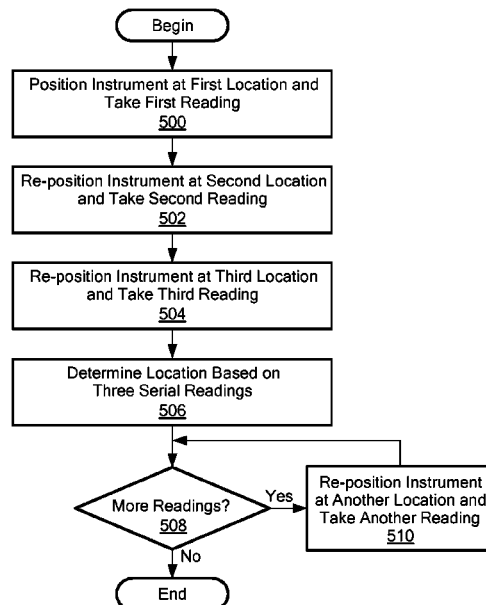 Begin
Position Instrument at First Location and
Take First Reading
500
Re-position Instrument at Second Location
and Take Second Reading
502
Re-position Instrument at Third Location
and Take Third Reading
504
Determine Location Based on
Three Serial Readings
506
More Readings?
508
Yes
Re-position Instrument
at Another Location and
Take Another Reading
510
No
End